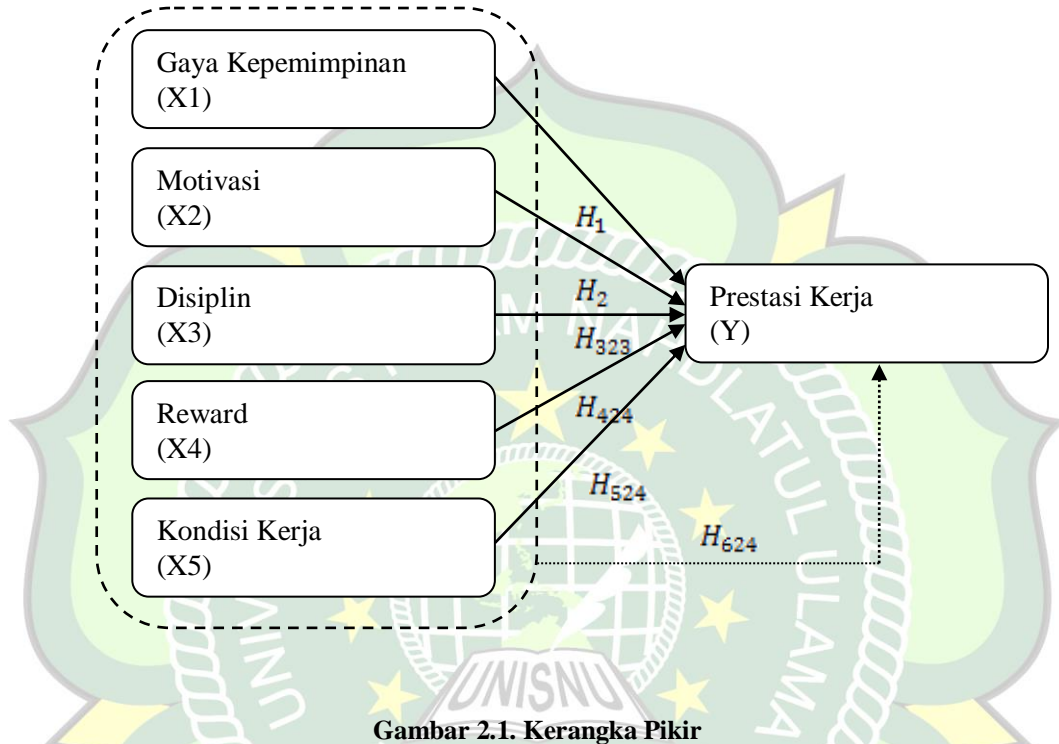 Gaya Kepemimpinan
(X1)
Motivasi
(X2)
Disiplin
(X3)
Reward
(X4)
Kondisi Kerja
(X5)
H₁
H₂
H₃₂₃
H₄₂₄
H₅₂₄
H₆₂₄
Prestasi Kerja
(Y)
UNISNU
Gambar 2.1. Kerangka Pikir